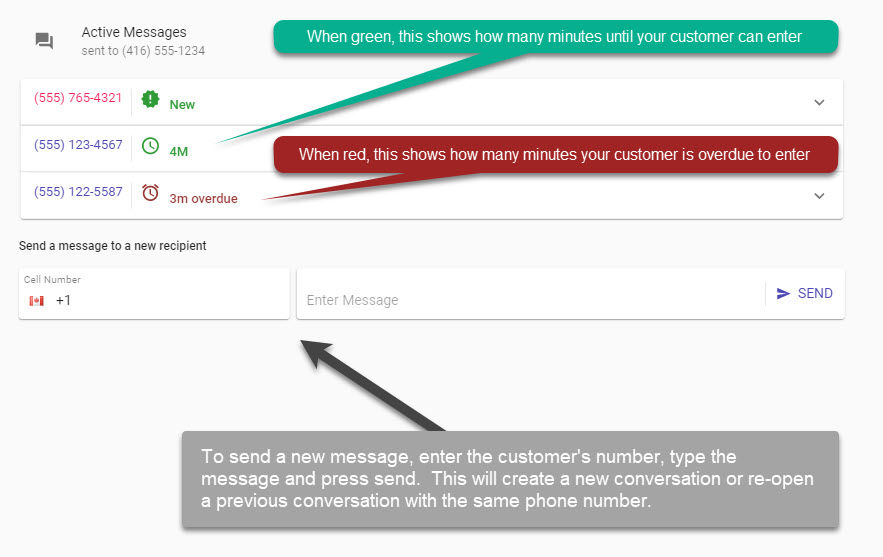 Active Messages
sent to (416) 555-1234
When green, this shows how many minutes until your customer can enter
(555) 765-4321 New
(555) 123-4567 4M
When red, this shows how many minutes your customer is overdue to enter
(555) 122-5587 3m overdue
Send a message to a new recipient
Cell Number
+1
Enter Message
SEND
To send a new message, enter the customer's number, type the
message and press send.  This will create a new conversation or re-open
a previous conversation with the same phone number.